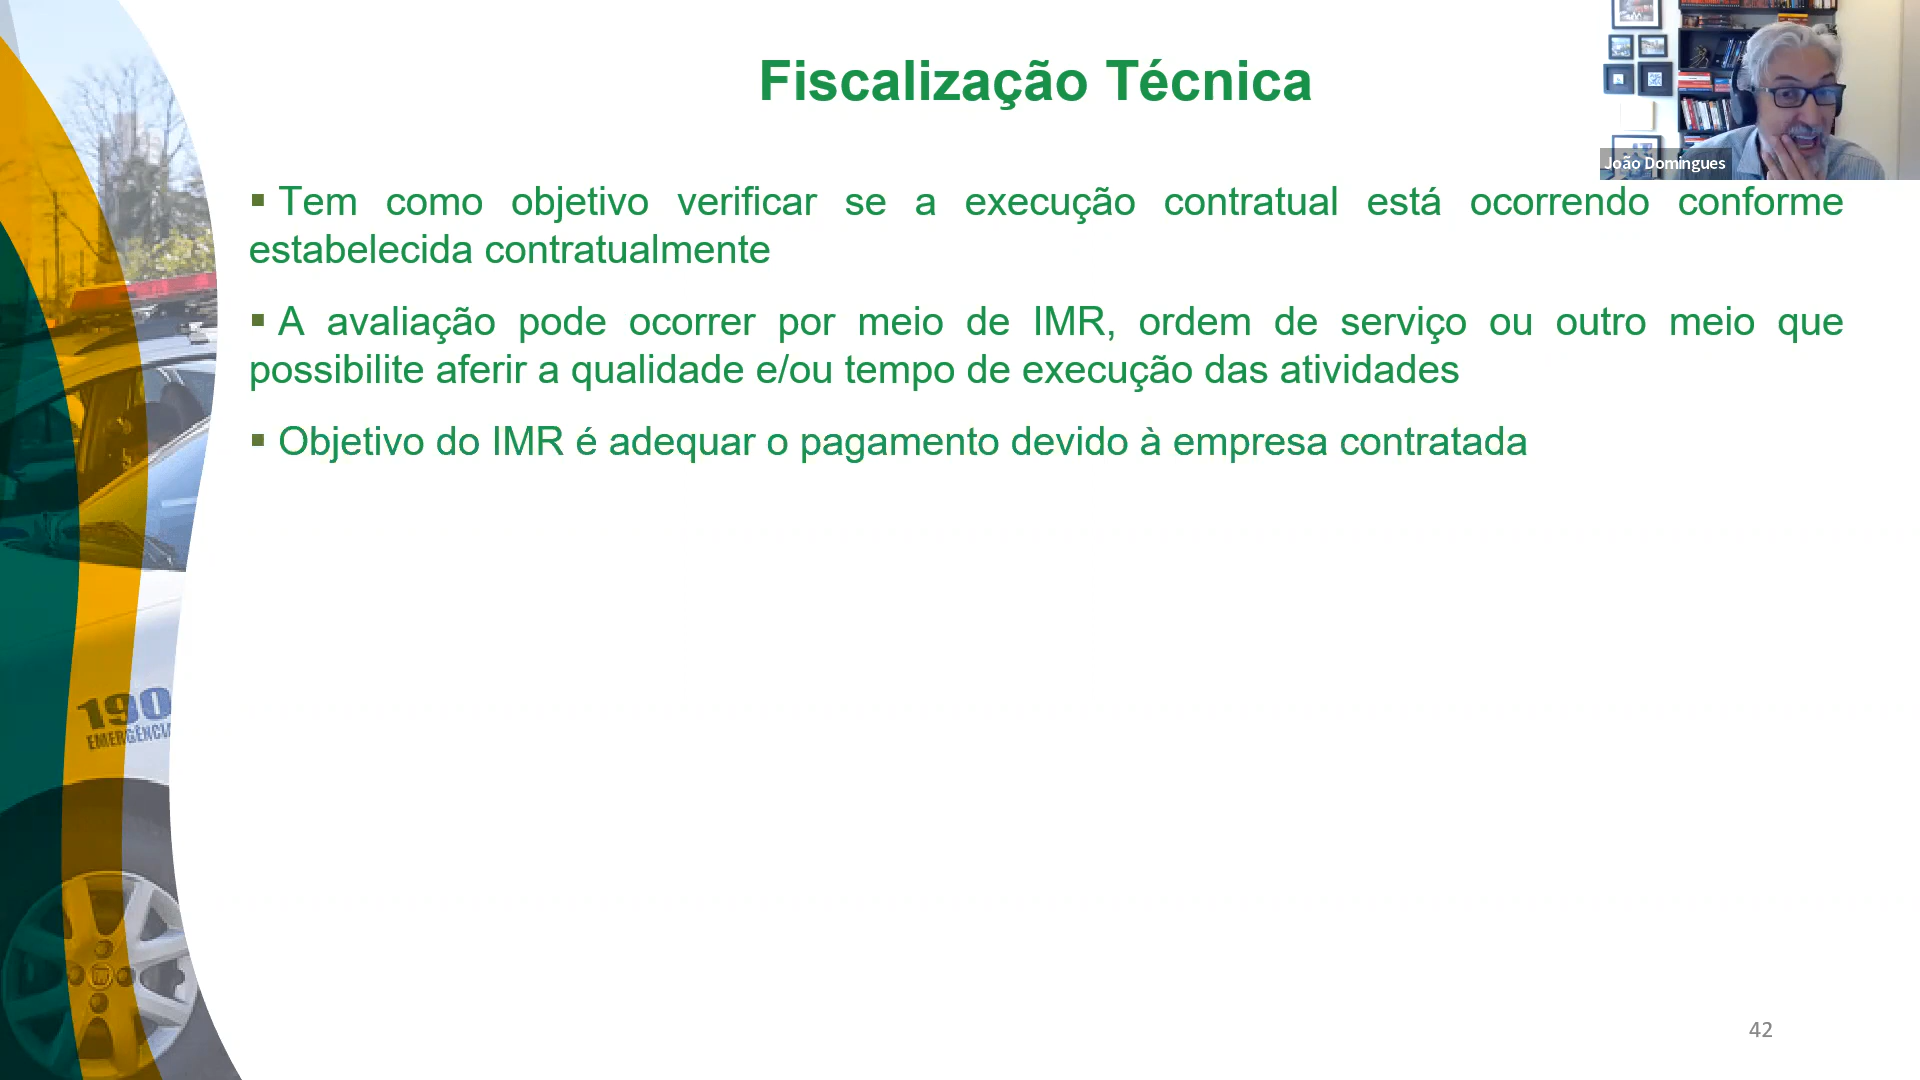 Fiscalização Técnica
João Domingues
▪ Tem como objetivo verificar se a execução contratual está ocorrendo conforme
estabelecida contratualmente
▪ A avaliação pode ocorrer por meio de IMR, ordem de serviço ou outro meio que
possibilite aferir a qualidade e/ou tempo de execução das atividades
▪ Objetivo do IMR é adequar o pagamento devido à empresa contratada
190
EMERGÊNCIA
42